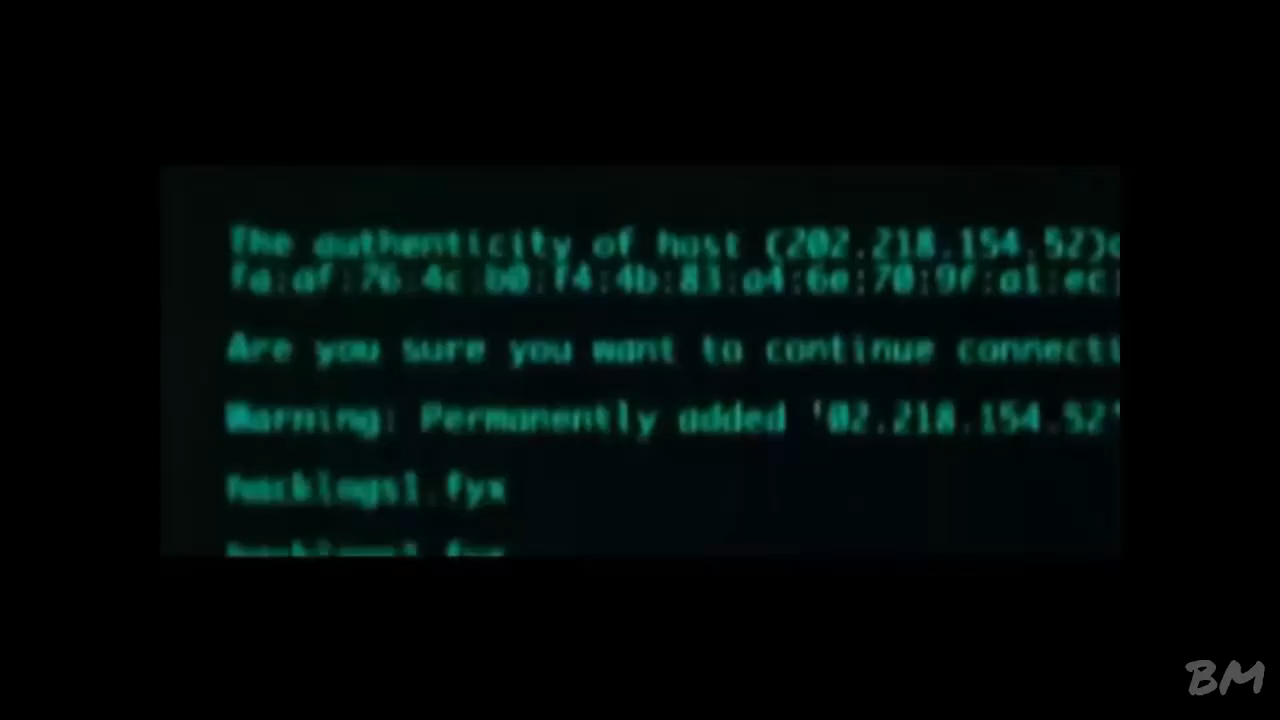 The authenticity of host (202.218.154.52)c
fa:af:76:4c:b0:f4:4b:83:a4:6e:70:9f:a1:ec:
Are you sure you want to continue connecti
Warning: Permanently added '02.218.154.52'
hacklogs1.fyx
BM